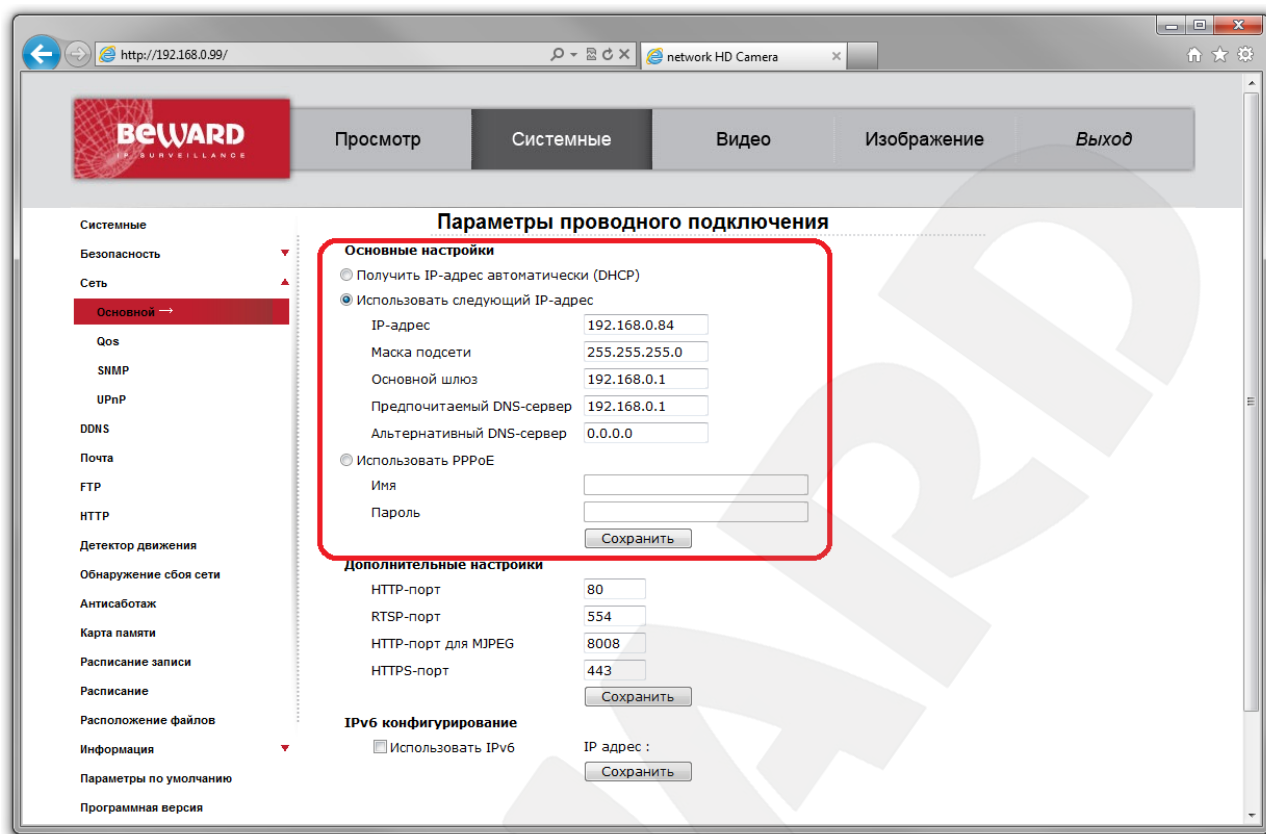 http://192.168.0.99/
network HD Camera
BEWARD
IP SURVEILLANCE
Просмотр
Системные
Видео
Изображение
Выход
Системные
Безопасность
Сеть
Основной →
Qos
SNMP
UPnP
DDNS
Почта
FTP
HTTP
Детектор движения
Обнаружение сбоя сети
Антисаботаж
Карта памяти
Расписание записи
Расписание
Расположение файлов
Информация
Параметры по умолчанию
Программная версия
Параметры проводного подключения
Основные настройки
Получить IP-адрес автоматически (DHCP)
Использовать следующий IP-адрес
IP-адрес 192.168.0.84
Маска подсети 255.255.255.0
Основной шлюз 192.168.0.1
Предпочитаемый DNS-сервер 192.168.0.1
Альтернативный DNS-сервер 0.0.0.0
Использовать PPPoE
Имя
Пароль
Сохранить
Дополнительные настройки
HTTP-порт 80
RTSP-порт 554
HTTP-порт для MJPEG 8008
HTTPS-порт 443
Сохранить
IPv6 конфигурирование
Использовать IPv6 IP адрес :
Сохранить
ARD